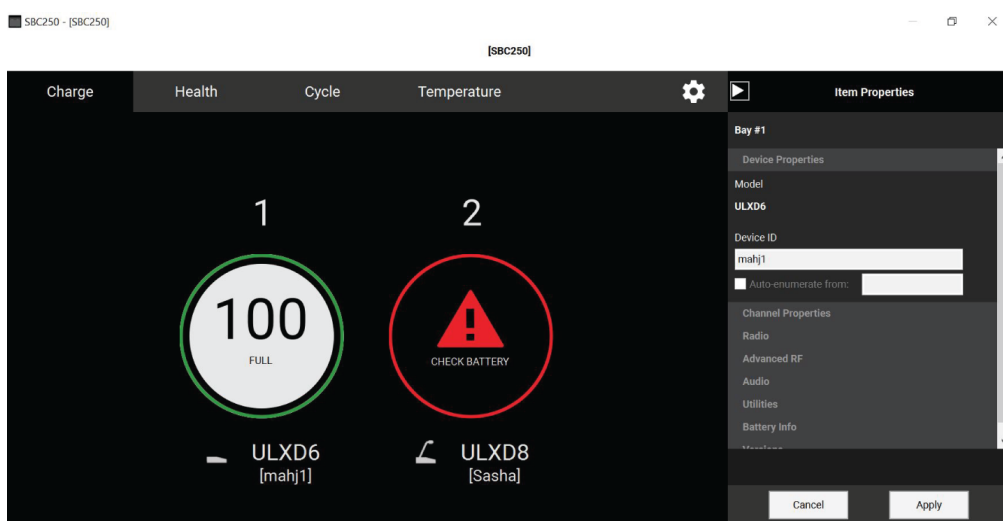 SBC250 - [SBC250]
[SBC250]
Charge Health Cycle Temperature
1
100
FULL
ULXD6
[mahj1]
2
CHECK BATTERY
ULXD8
[Sasha]
Item Properties
Bay #1
Device Properties
Model
ULXD6
Device ID
mahj1
Auto-enumerate from:
Channel Properties
Radio
Advanced RF
Audio
Utilities
Battery Info
Cancel Apply